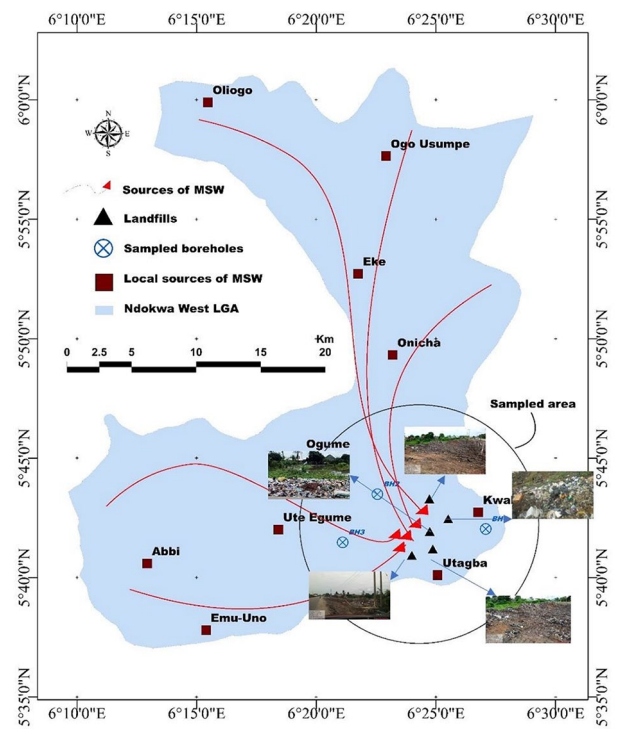 6°10'0"E 6°15'0"E 6°20'0"E 6°25'0"E 6°30'0"E
6°0'0"N
5°55'0"N
5°50'0"N
5°45'0"N
5°40'0"N
5°35'0"N
N
W E
S
Oliogo
Ogo Usumpe
Sources of MSW
Landfills
Sampled boreholes
Local sources of MSW
Ndokwa West LGA
Eke
Km
0 2.5 5 10 15 20
Onicha
Sampled area
Ogume
BH2
Kwal
BH
Ute Egume
BH3
Abbi
Utagba
Emu-Uno
6°0'0"N
5°55'0"N
5°50'0"N
5°45'0"N
5°40'0"N
5°35'0"N
6°10'0"E 6°15'0"E 6°20'0"E 6°25'0"E 6°30'0"E